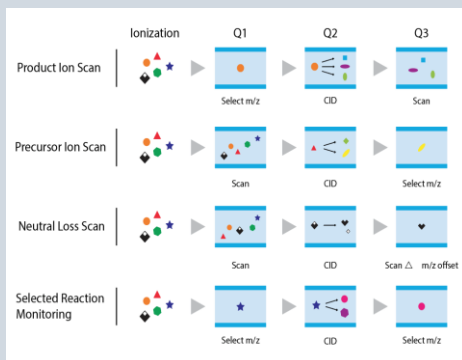 Ionization Q1 Q2 Q3
Product Ion Scan
Select m/z CID Scan
Precursor Ion Scan
Scan CID Select m/z
Neutral Loss Scan
Scan CID Scan △ m/z offset
Selected Reaction
Monitoring
Select m/z CID Select m/z